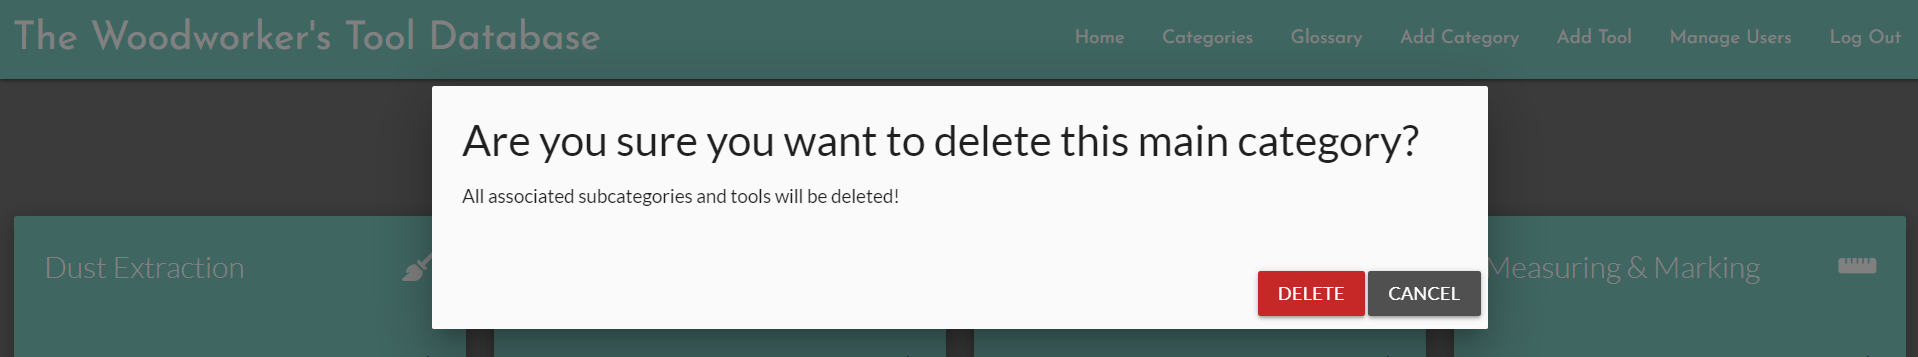 The Woodworker's Tool Database
Home Categories Glossary Add Category Add Tool Manage Users Log Out
Are you sure you want to delete this main category?
All associated subcategories and tools will be deleted!
Dust Extraction
Measuring & Marking
DELETE CANCEL